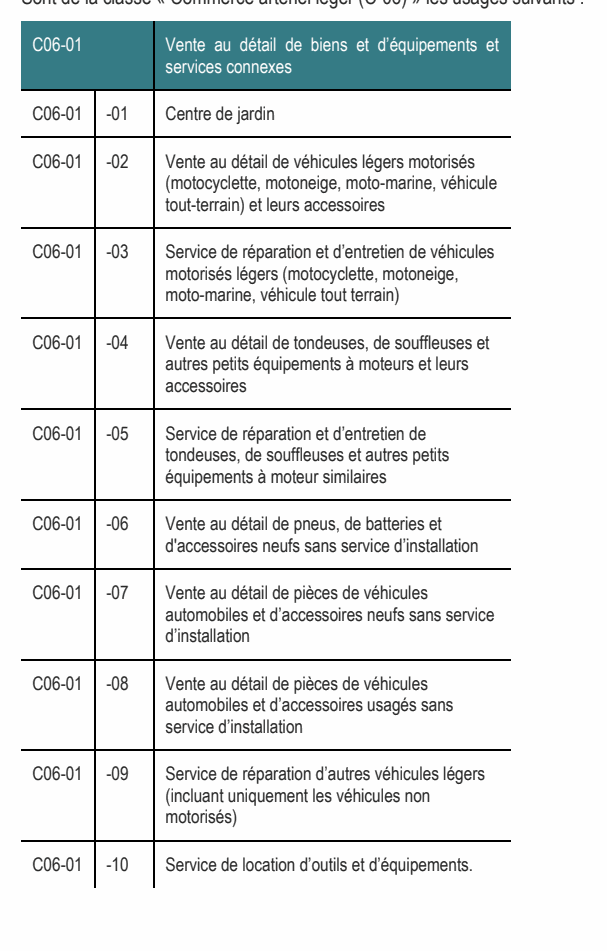 Sont de la classe « Commerce artériel léger (C-06) » les usages suivants :
C06-01 Vente au détail de biens et d'équipements et
services connexes
C06-01 -01 Centre de jardin
C06-01 -02 Vente au détail de véhicules légers motorisés
(motocyclette, motoneige, moto-marine, véhicule
tout-terrain) et leurs accessoires
C06-01 -03 Service de réparation et d'entretien de véhicules
motorisés légers (motocyclette, motoneige,
moto-marine, véhicule tout terrain)
C06-01 -04 Vente au détail de tondeuses, de souffleuses et
autres petits équipements à moteurs et leurs
accessoires
C06-01 -05 Service de réparation et d'entretien de
tondeuses, de souffleuses et autres petits
équipements à moteur similaires
C06-01 -06 Vente au détail de pneus, de batteries et
d'accessoires neufs sans service d'installation
C06-01 -07 Vente au détail de pièces de véhicules
automobiles et d'accessoires neufs sans service
d'installation
C06-01 -08 Vente au détail de pièces de véhicules
automobiles et d'accessoires usagés sans
service d'installation
C06-01 -09 Service de réparation d'autres véhicules légers
(incluant uniquement les véhicules non
motorisés)
C06-01 -10 Service de location d'outils et d'équipements.